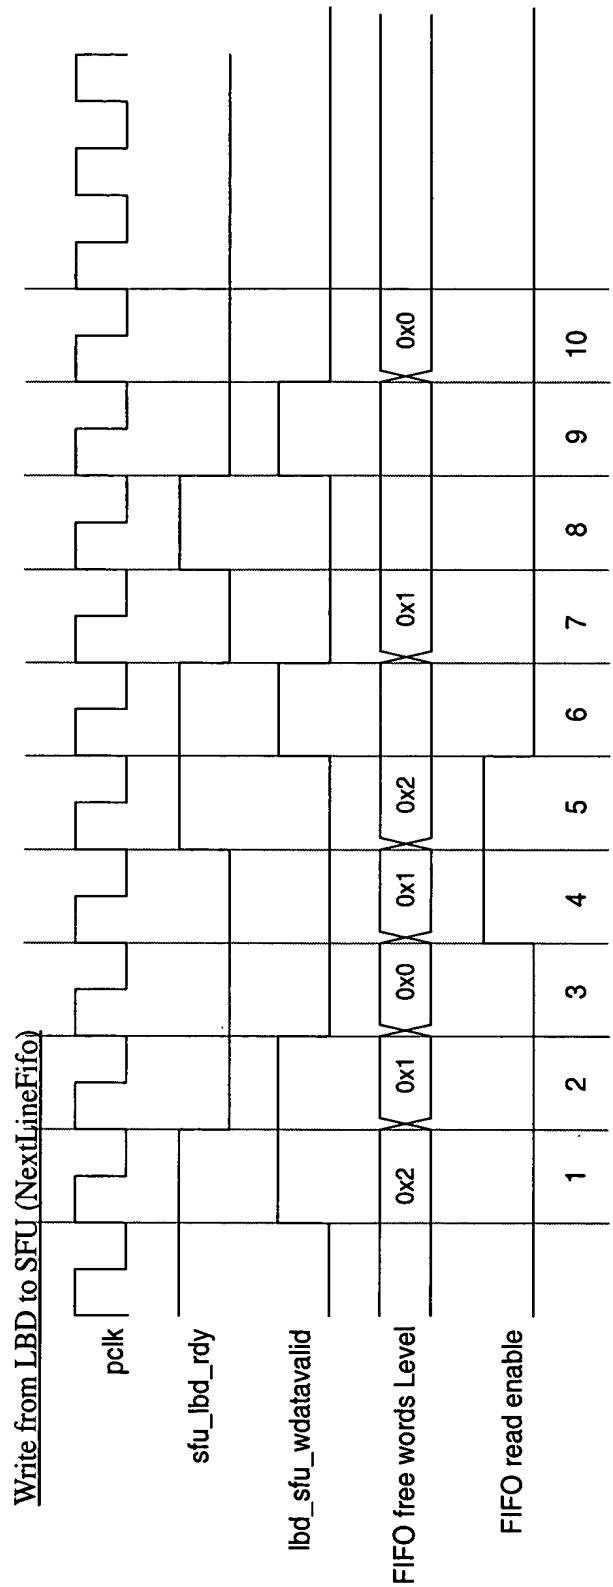 Write from LBD to SFU (NextLineFifo)
pclk
sfu_lbd_rdy
lbd_sfu_wdatavalid
FIFO free words Level 0x2 0x1 0x0 0x1 0x2 0x1 0x0
FIFO read enable
1 2 3 4 5 6 7 8 9 10